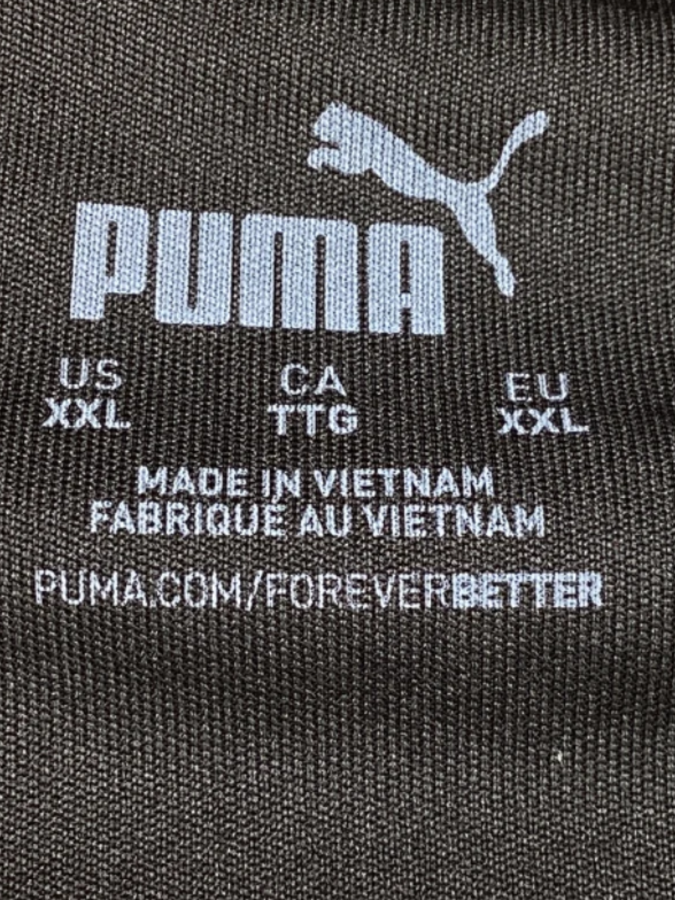 PUMA
US CA EU
XXL TTG XXL
MADE IN VIETNAM
FABRIQUÉ AU VIETNAM
PUMA.COM/FOREVERBETTER